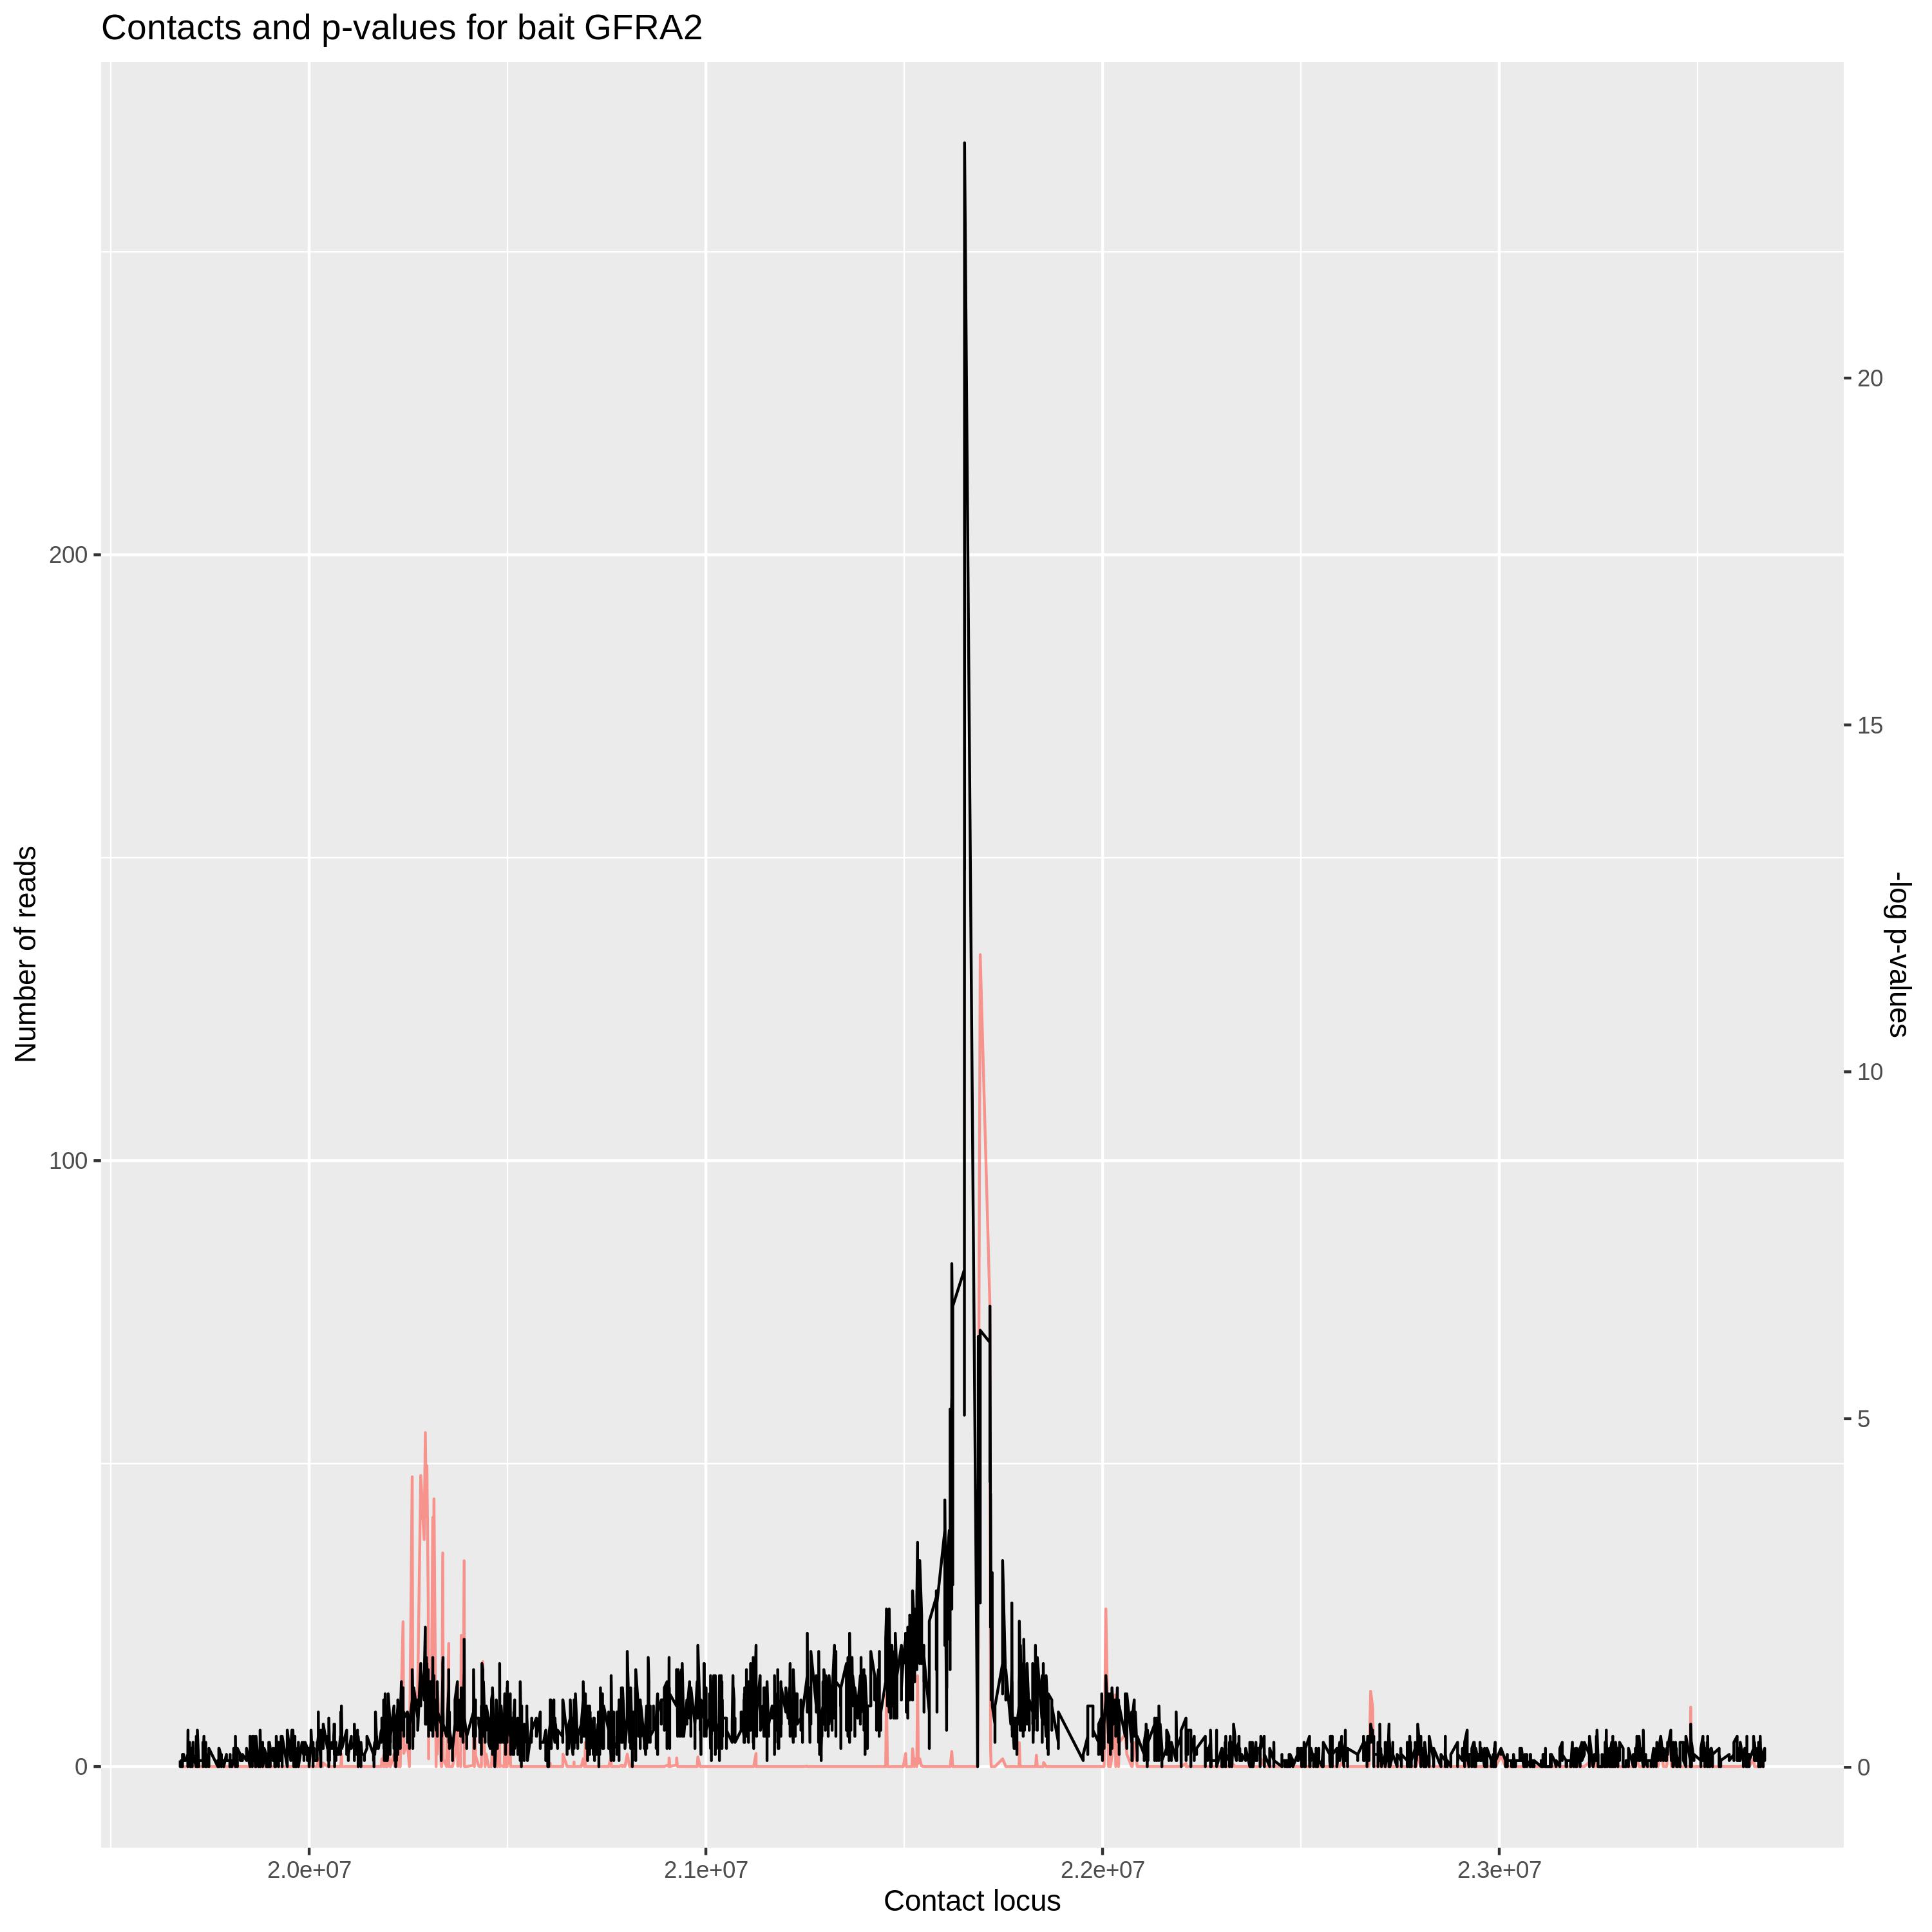 Contacts and p-values for bait GFRA2
200
100
0
Number of reads
20
15
10
5
0
-log p-values
2.0e+07
2.1e+07
2.2e+07
2.3e+07
Contact locus